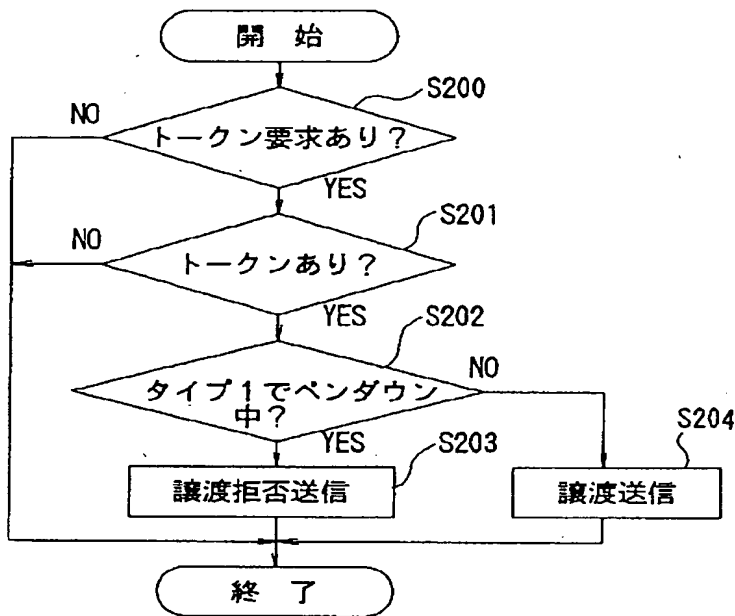 開 始
S200
NO
トークン要求あり？
YES
S201
NO
トークンあり？
YES
S202
NO
タイプ1でペンダウン
中？
YES
S203
S204
譲渡拒否送信
譲渡送信
終 了